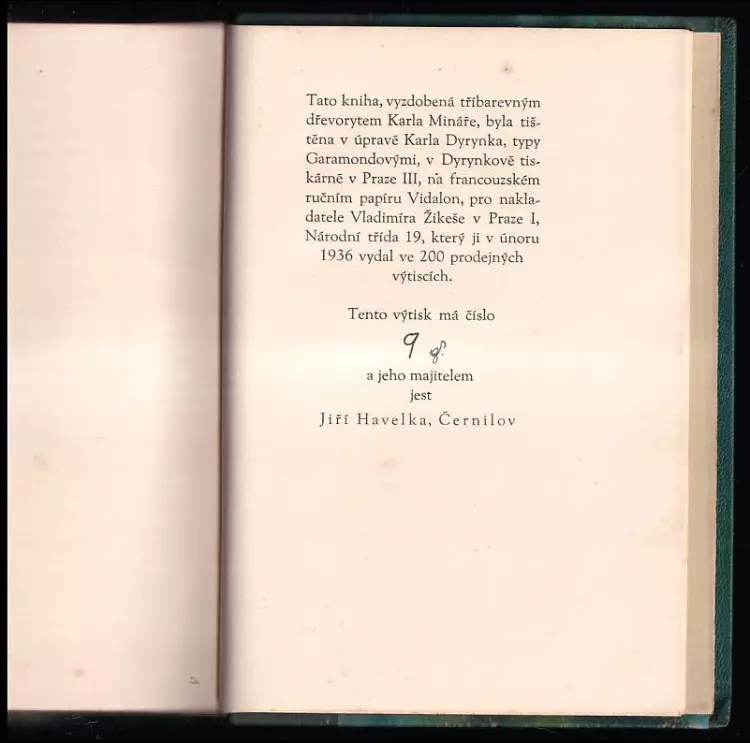 Tato kniha, vyzdobená tříbarevným
dřevorytem Karla Mináře, byla tiš-
těna v úpravě Karla Dyrynka, typy
Garamondovými, v Dyrynkově tis-
kárně v Praze III, na francouzském
ručním papíru Vidalon, pro nakla-
datele Vladimíra Žikeše v Praze I,
Národní třída 19, který ji v únoru
1936 vydal ve 200 prodejných
výtiscích.
Tento výtisk má číslo
9
a jeho majitelem
jest
Jiří Havelka, Černilov